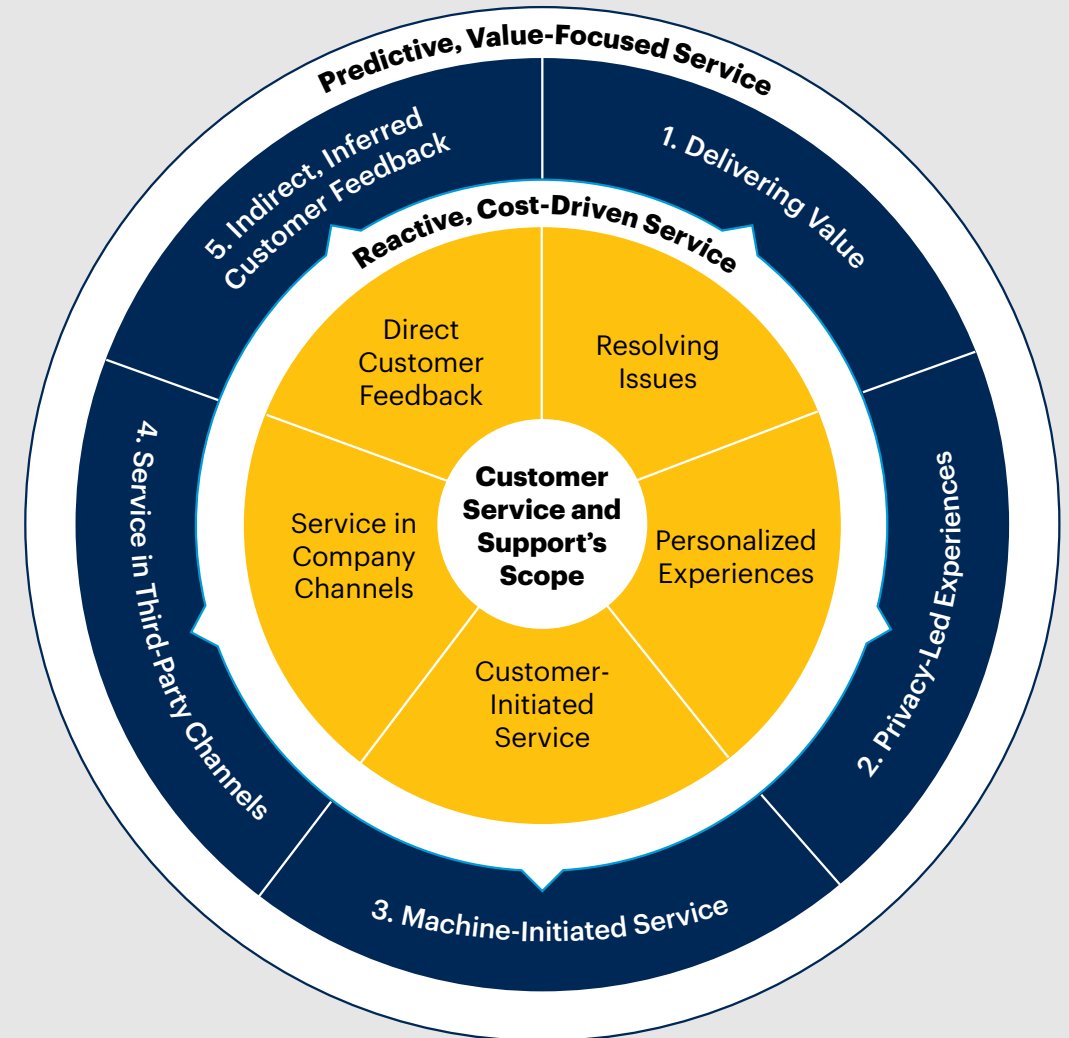 Predictive, Value-Focused Service
1. Delivering Value
2. Privacy-Led Experiences
3. Machine-Initiated Service
4. Service in Third-Party Channels
5. Indirect, Inferred
Customer Feedback
Reactive, Cost-Driven Service
Resolving
Issues
Personalized
Experiences
Customer-
Initiated
Service
Service in
Company
Channels
Direct
Customer
Feedback
Customer
Service and
Support’s
Scope